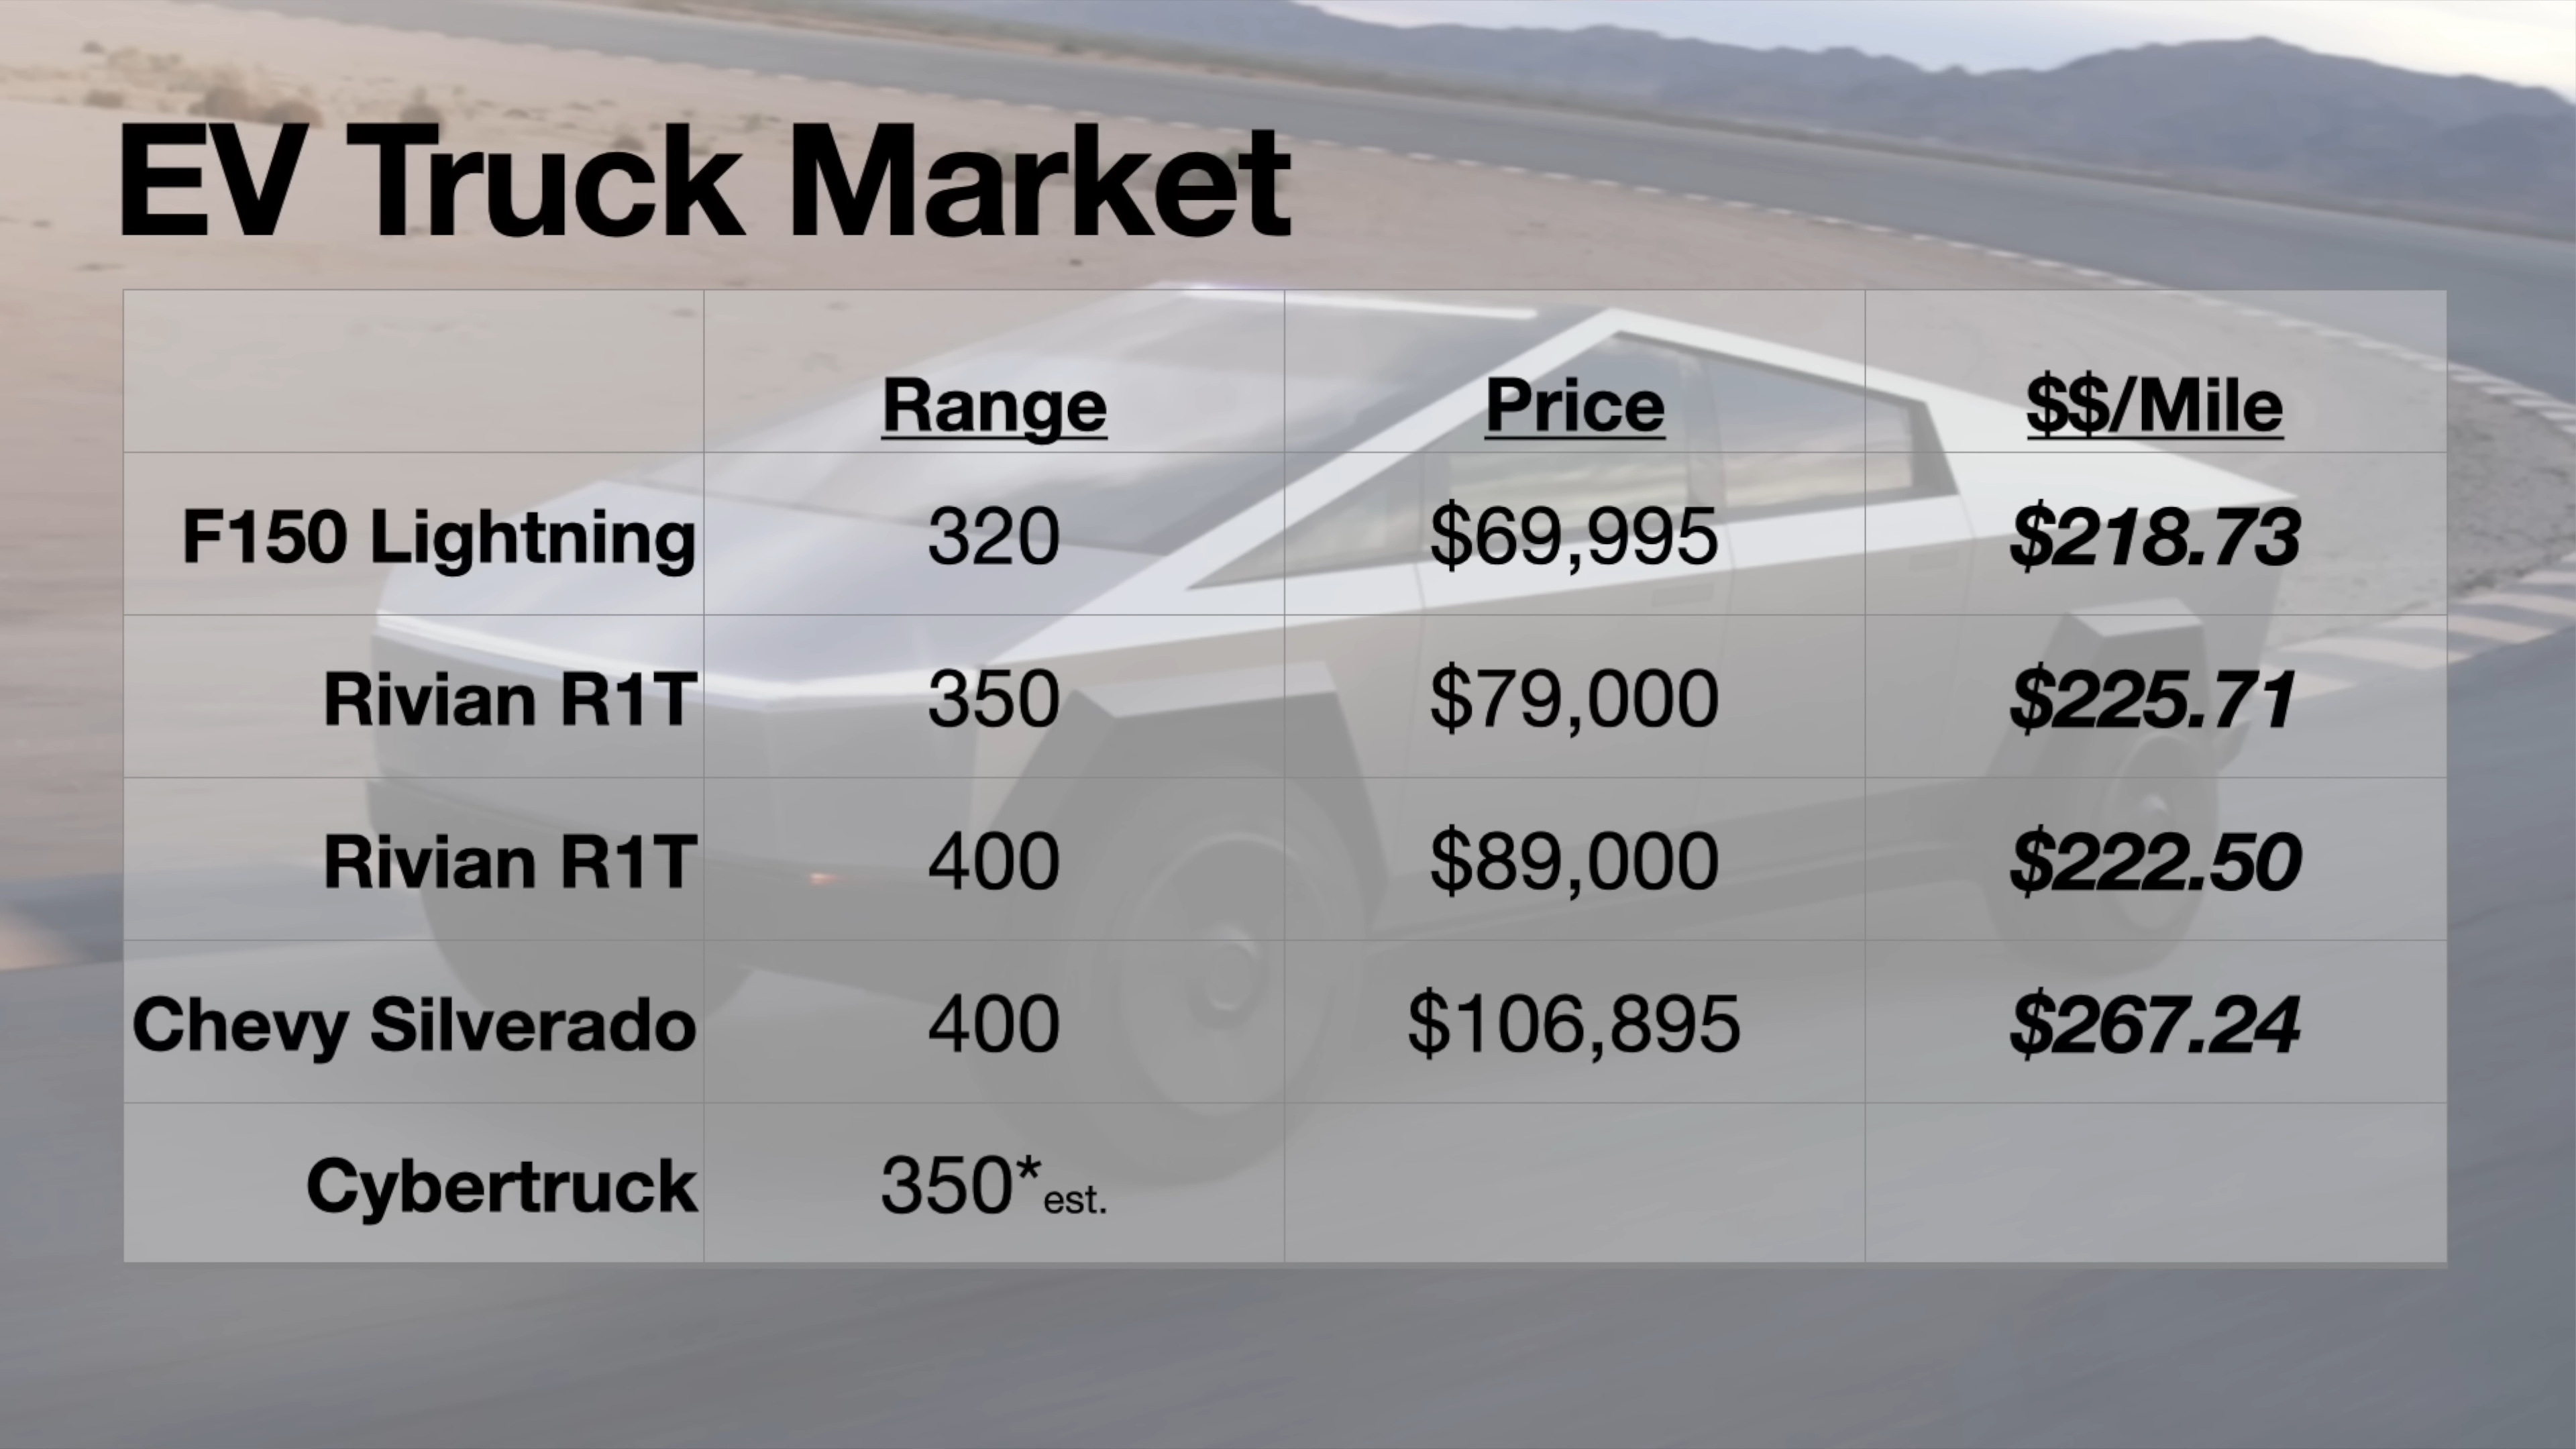 EV Truck Market
Range Price $$/Mile
F150 Lightning 320 $69,995 $218.73
Rivian R1T 350 $79,000 $225.71
Rivian R1T 400 $89,000 $222.50
Chevy Silverado 400 $106,895 $267.24
Cybertruck 350*est.